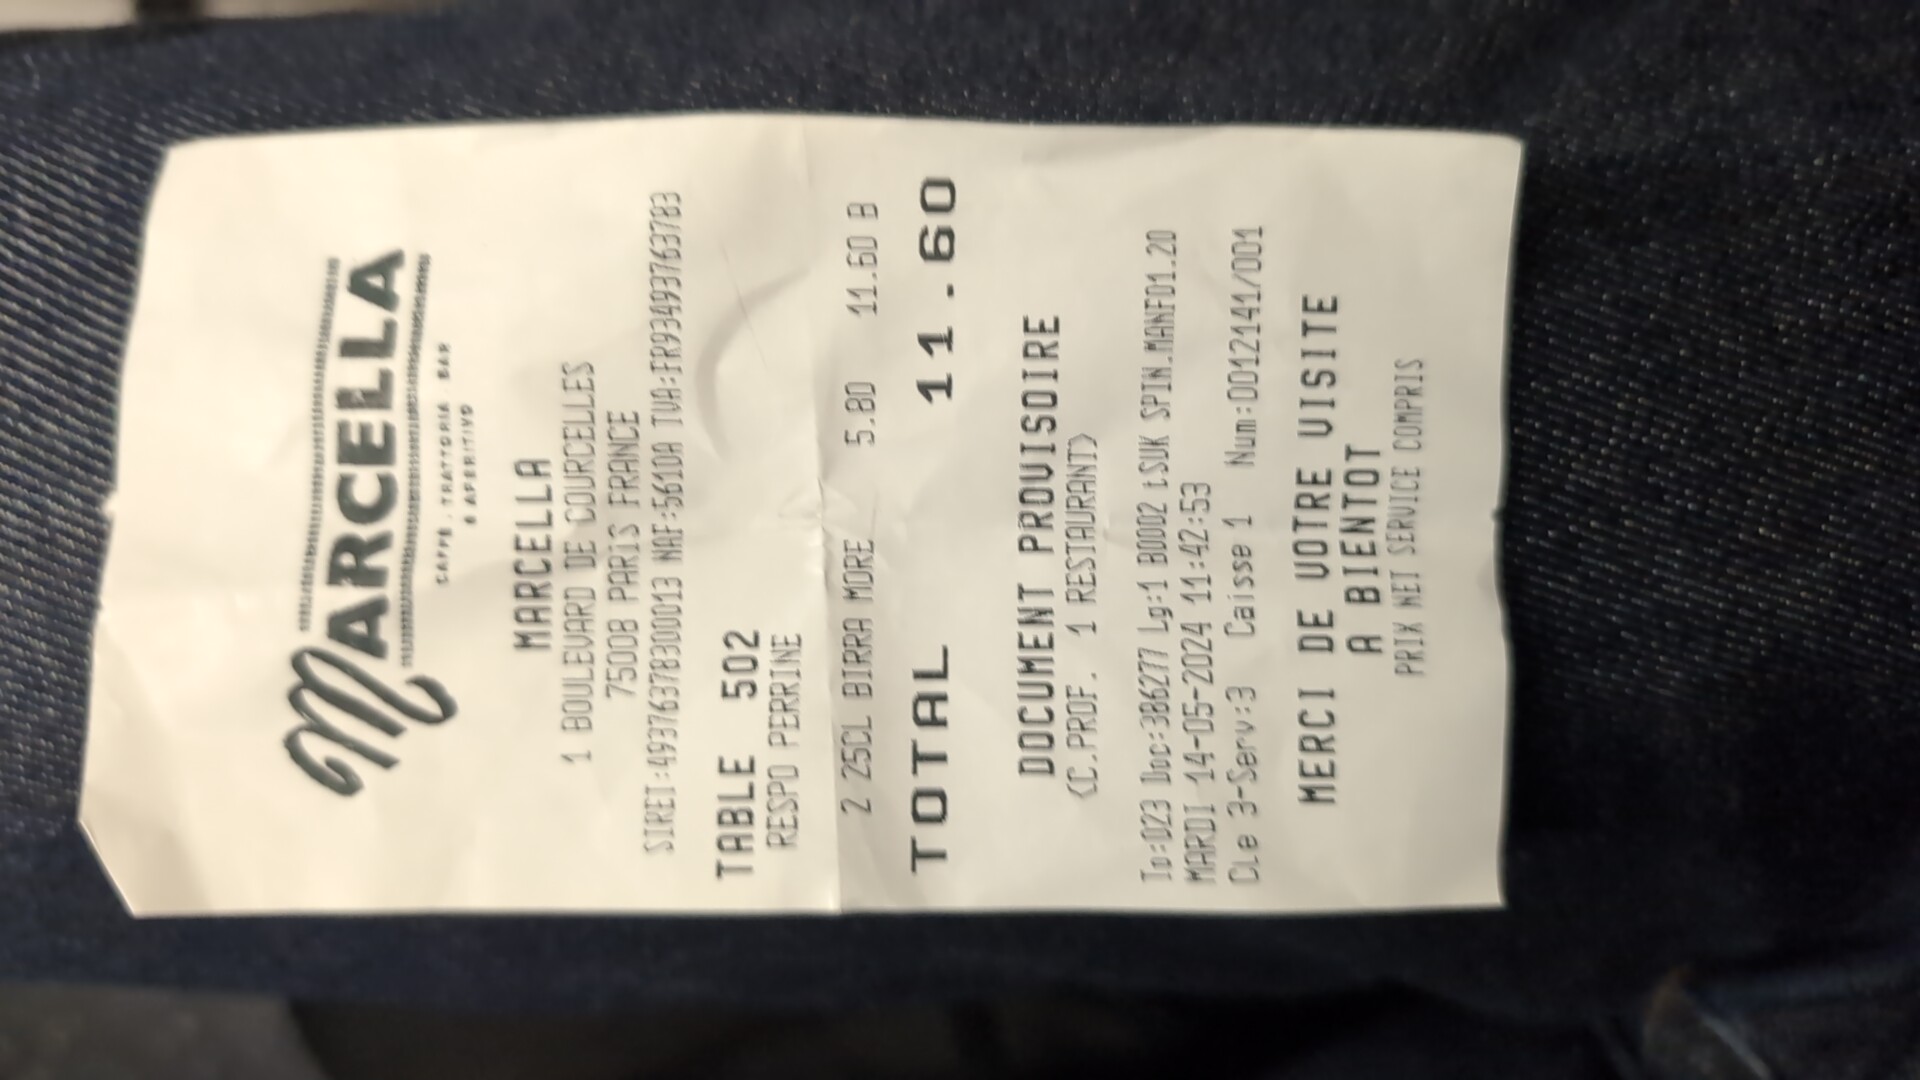 MARCELLA
CAFFE, TRATTORIA BAR
& APERITIVO
MARCELLA
1 BOULEVARD DE COURCELLES
75008 PARIS FRANCE
SIRET:49376378300013 NAF:5610A TVA:FR93493763783
TABLE 502
RESPO PERRINE
2 25CL BIRRA MORE 5.80 11.60 B
TOTAL 11.60
DOCUMENT PROVISOIRE
<C.PROF. 1 RESTAURANT>
To:023 Doc:386277 Lg:1 B0002 tSUK SPIN.MANF01.20
MARDI 14-05-2024 11:42:53
Cle 3-Serv:3 Caisse 1 Num:0012141/001
MERCI DE VOTRE VISITE
A BIENTOT
PRIX NET SERVICE COMPRIS